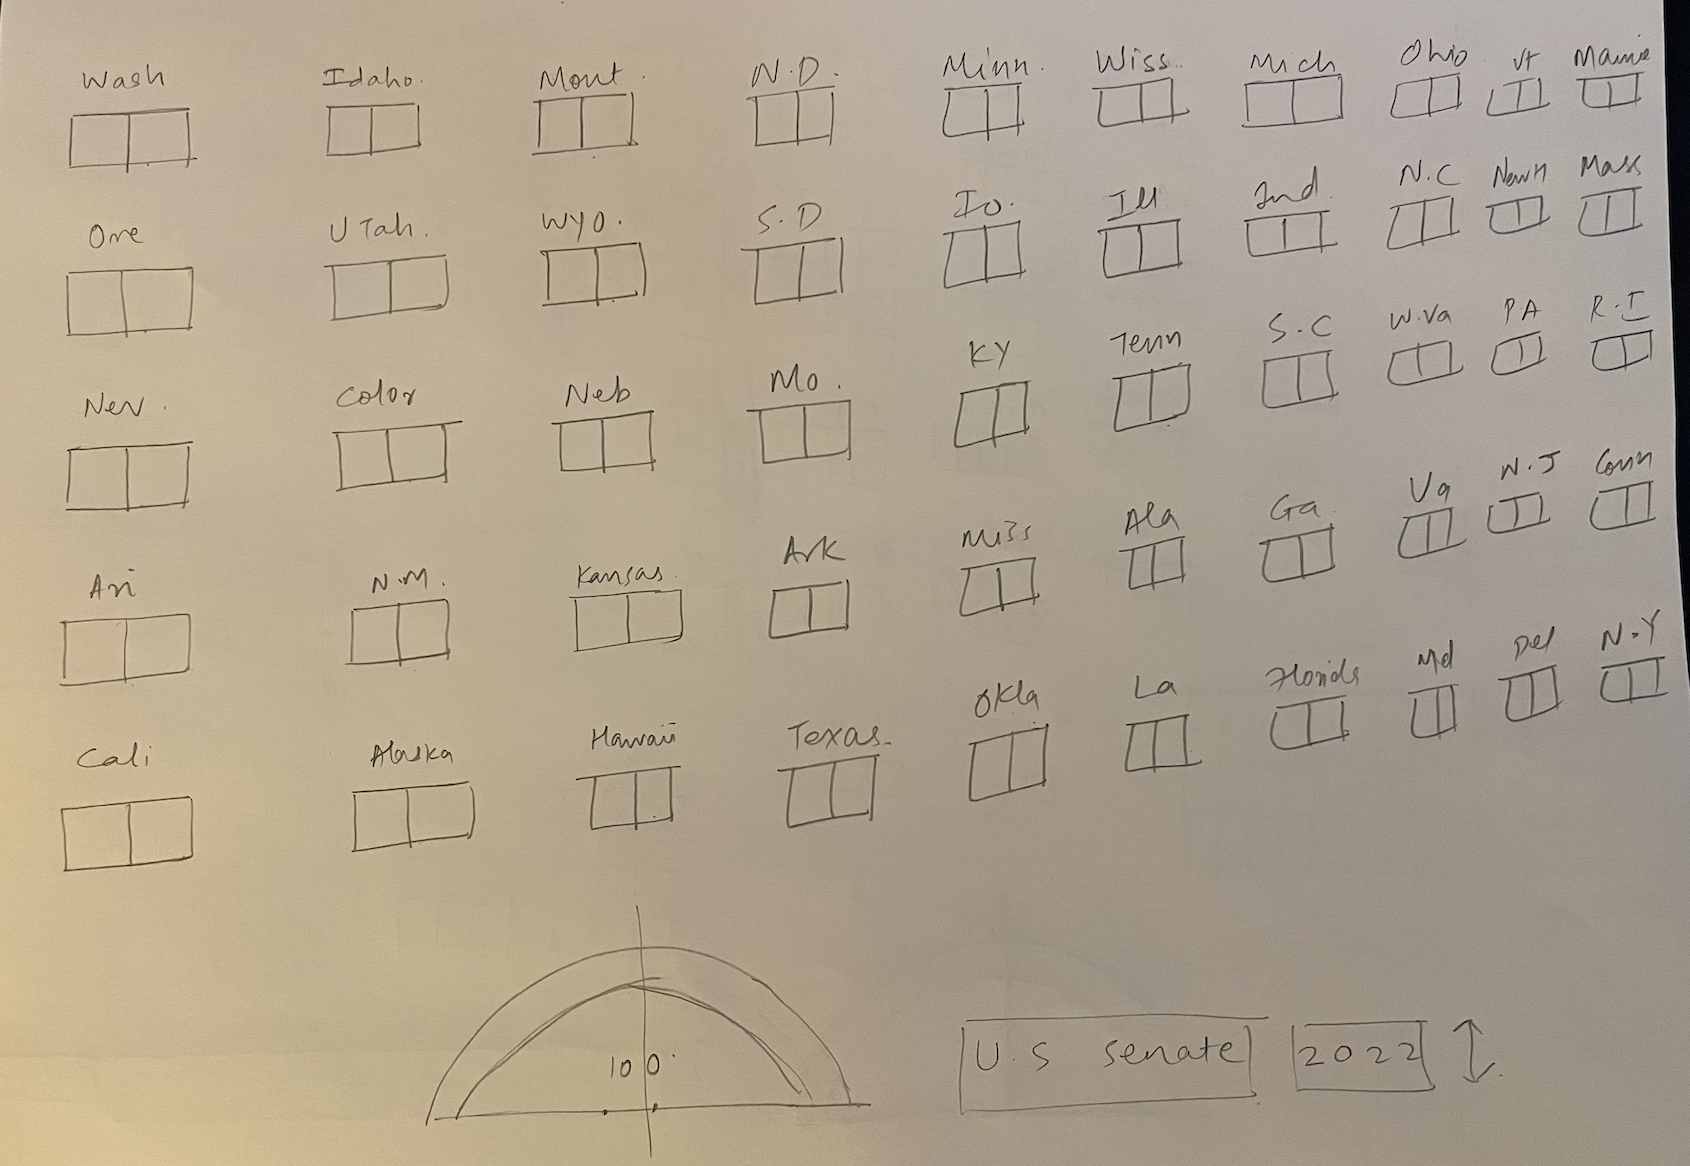 Wash Idaho. Mont. N.D. Minn. Wiss. Mich Ohio Vt Maine
Ore Utah. Wyo. S.D Io. Ill Ind. N.C NewH Mass
Nev. Color Neb Mo. KY Tenn S.C W.Va PA R.I
Ari N.M. Kansas. Ark Miss Ala Ga Va N.J Conn
Cali Alaska Hawaii Texas. Okla La Florida Md Del N.Y
100
U.S senate 2022